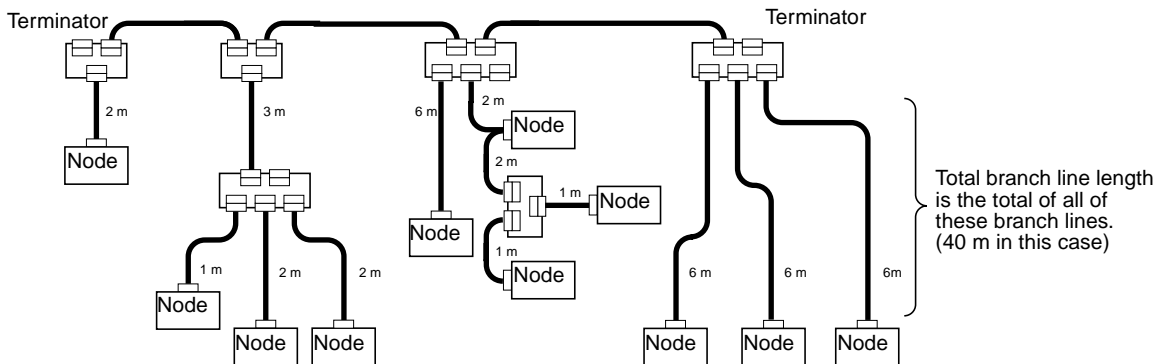 Terminator
Terminator
2 m
3 m
6 m
2 m
Node
Node
2 m
1 m
Node
Node
1 m
Node
1 m
2 m
2 m
Node
Node
Node
6 m
6 m
6m
Node
Node
Node
Total branch line length
is the total of all of
these branch lines.
(40 m in this case)